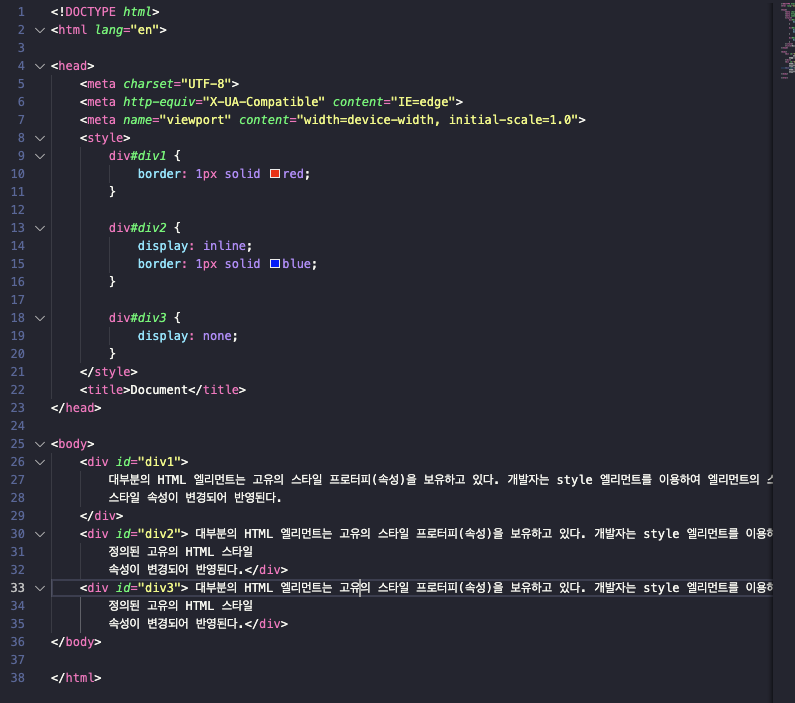 1 <!DOCTYPE html>
2 <html lang="en">
3
4 <head>
5 <meta charset="UTF-8">
6 <meta http-equiv="X-UA-Compatible" content="IE=edge">
7 <meta name="viewport" content="width=device-width, initial-scale=1.0">
8 <style>
9 div#div1 {
10 border: 1px solid red;
11 }
12
13 div#div2 {
14 display: inline;
15 border: 1px solid blue;
16 }
17
18 div#div3 {
19 display: none;
20 }
21 </style>
22 <title>Document</title>
23 </head>
24
25 <body>
26 <div id="div1">
27 대부분의 HTML 엘리먼트는 고유의 스타일 프로터피(속성)을 보유하고 있다. 개발자는 style 엘리먼트를 이용하여 엘리먼트의
28 스타일 속성이 변경되어 반영된다.
29 </div>
30 <div id="div2"> 대부분의 HTML 엘리먼트는 고유의 스타일 프로터피(속성)을 보유하고 있다. 개발자는 style 엘리먼트를
31 정의된 고유의 HTML 스타일
32 속성이 변경되어 반영된다.</div>
33 <div id="div3"> 대부분의 HTML 엘리먼트는 고유의 스타일 프로터피(속성)을 보유하고 있다. 개발자는 style 엘리먼트를
34 정의된 고유의 HTML 스타일
35 속성이 변경되어 반영된다.</div>
36 </body>
37
38 </html>